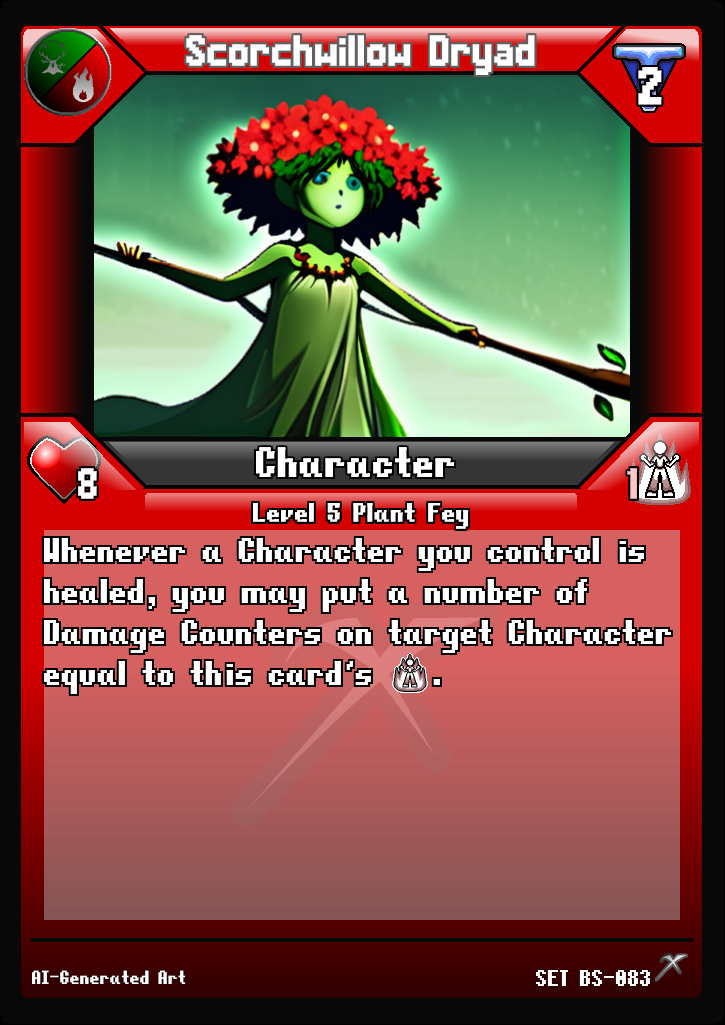 Scorchwillow Dryad
2
Character
8
1
Level 5 Plant Fey
Whenever a Character you control is
healed, you may put a number of
Damage Counters on target Character
equal to this card's .
AI-Generated Art
SET BS-083